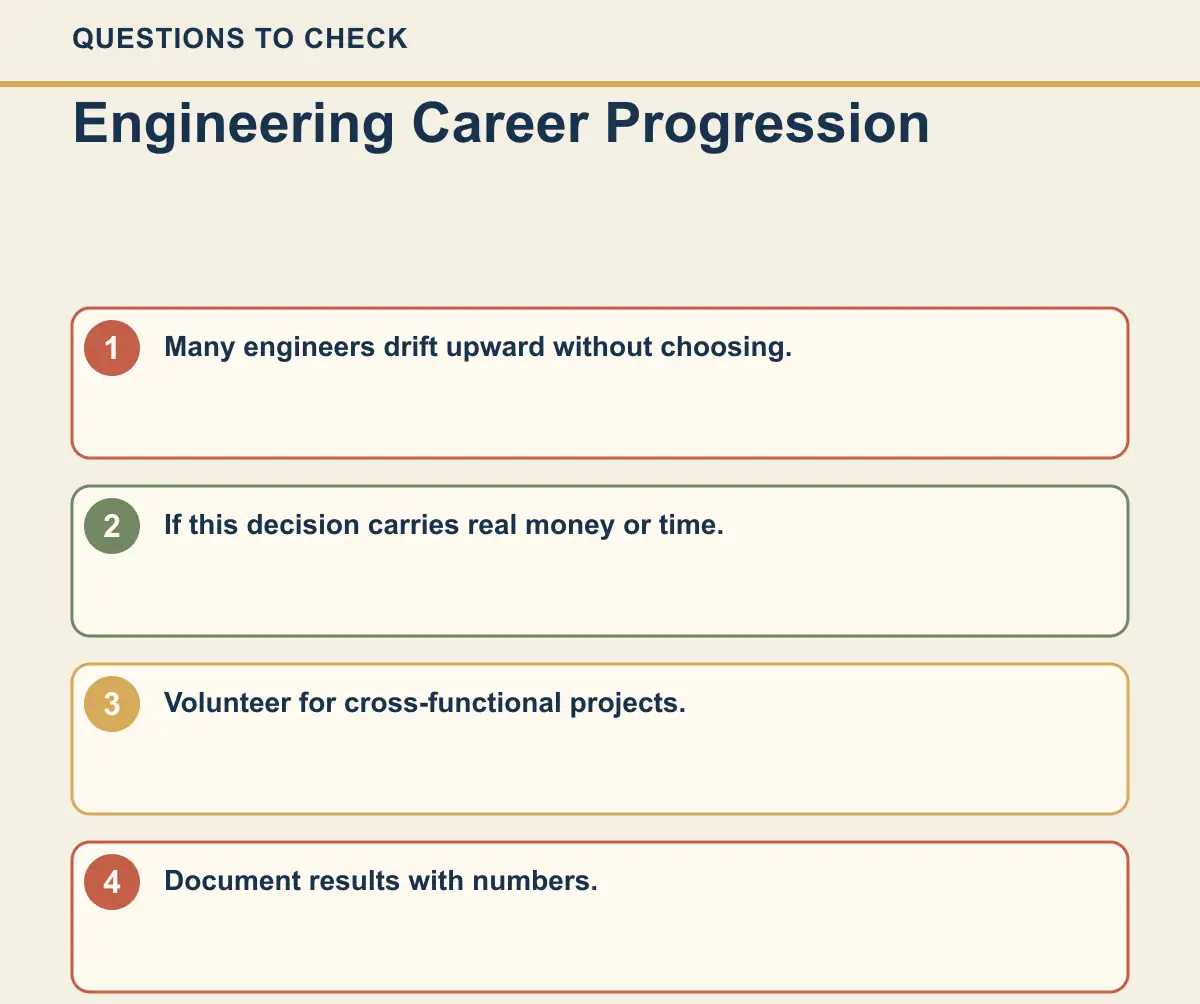 QUESTIONS TO CHECK
Engineering Career Progression
1 Many engineers drift upward without choosing.
2 If this decision carries real money or time.
3 Volunteer for cross-functional projects.
4 Document results with numbers.